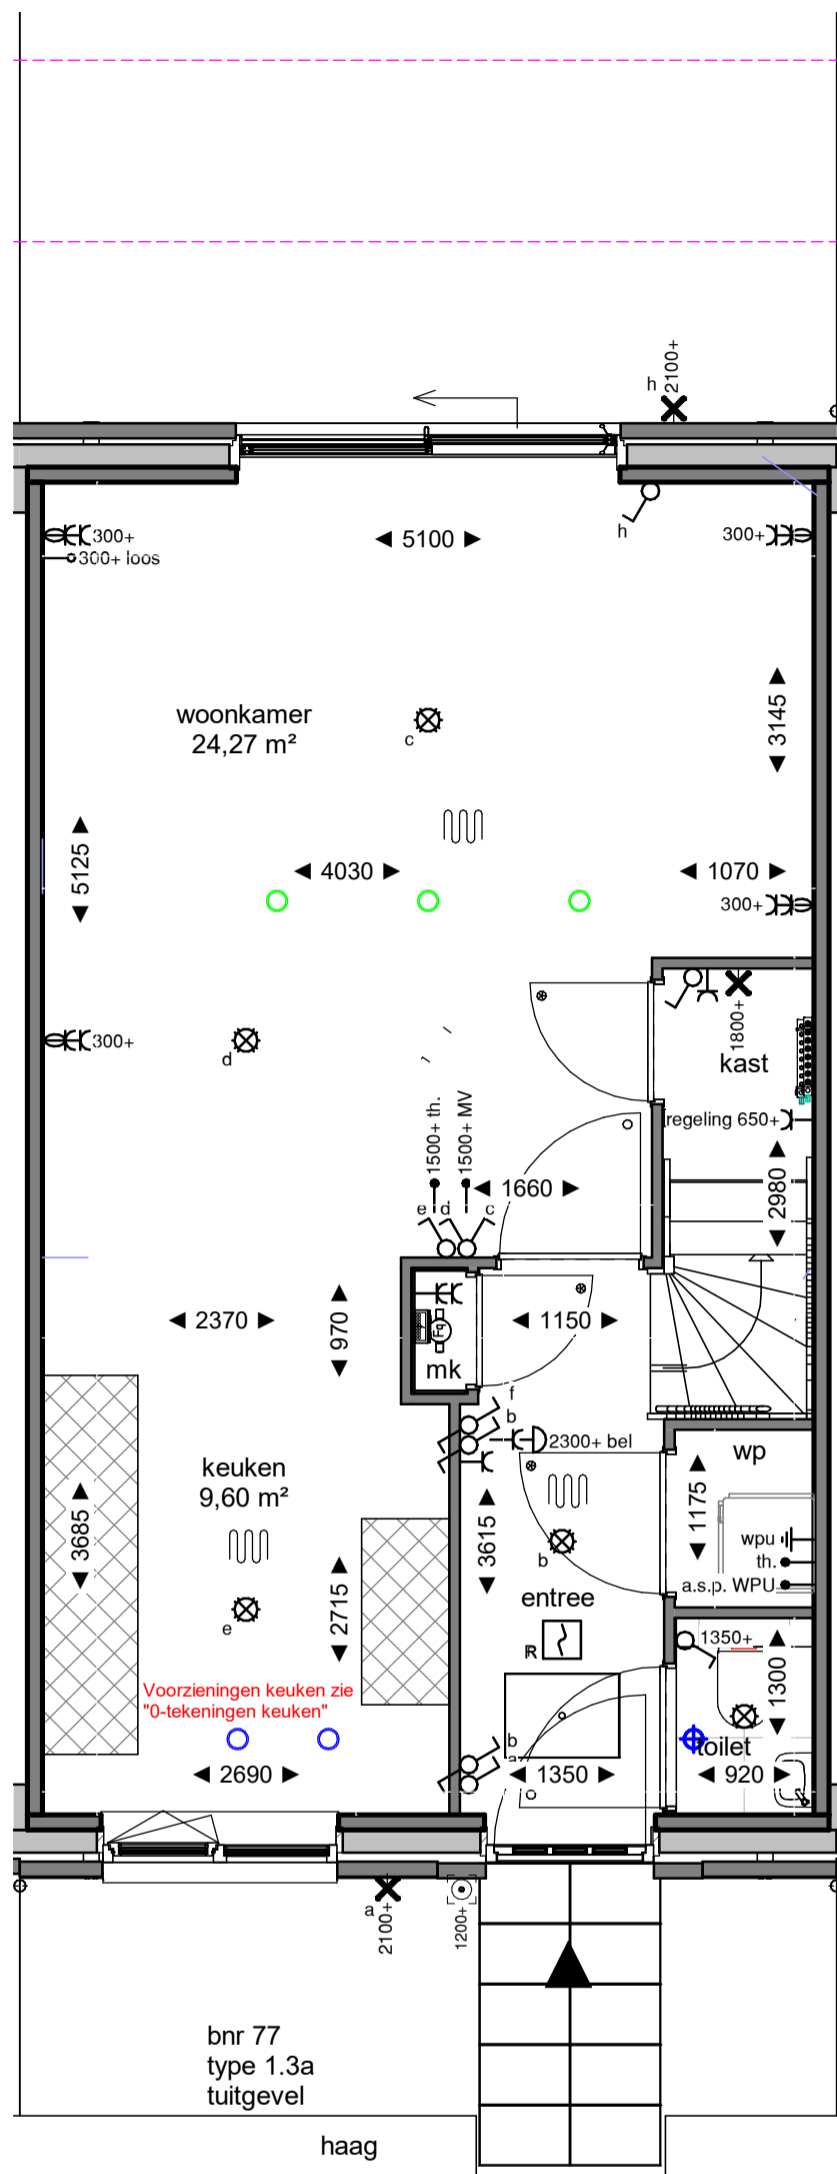 h
2100+
h
300+
300+ loos
5100
300+
woonkamer
24,27 m²
c
3145
5125
4030
1070
300+
300+
d
1800+
kast
regeling 650+
1500+ th.
1500+ MV
1660
2980
e
d
c
2370
970
1150
mk
f
b
2300+ bel
wp
keuken
9,60 m²
3685
3615
1175
wpu
th.
a.s.p. WPU
b
entree
2715
e
R
1350+
1300
Voorzieningen keuken zie
"0-tekeningen keuken"
toilet
b
a
2690
1350
920
a
2100+
1200+
bnr 77
type 1.3a
tuitgevel
haag